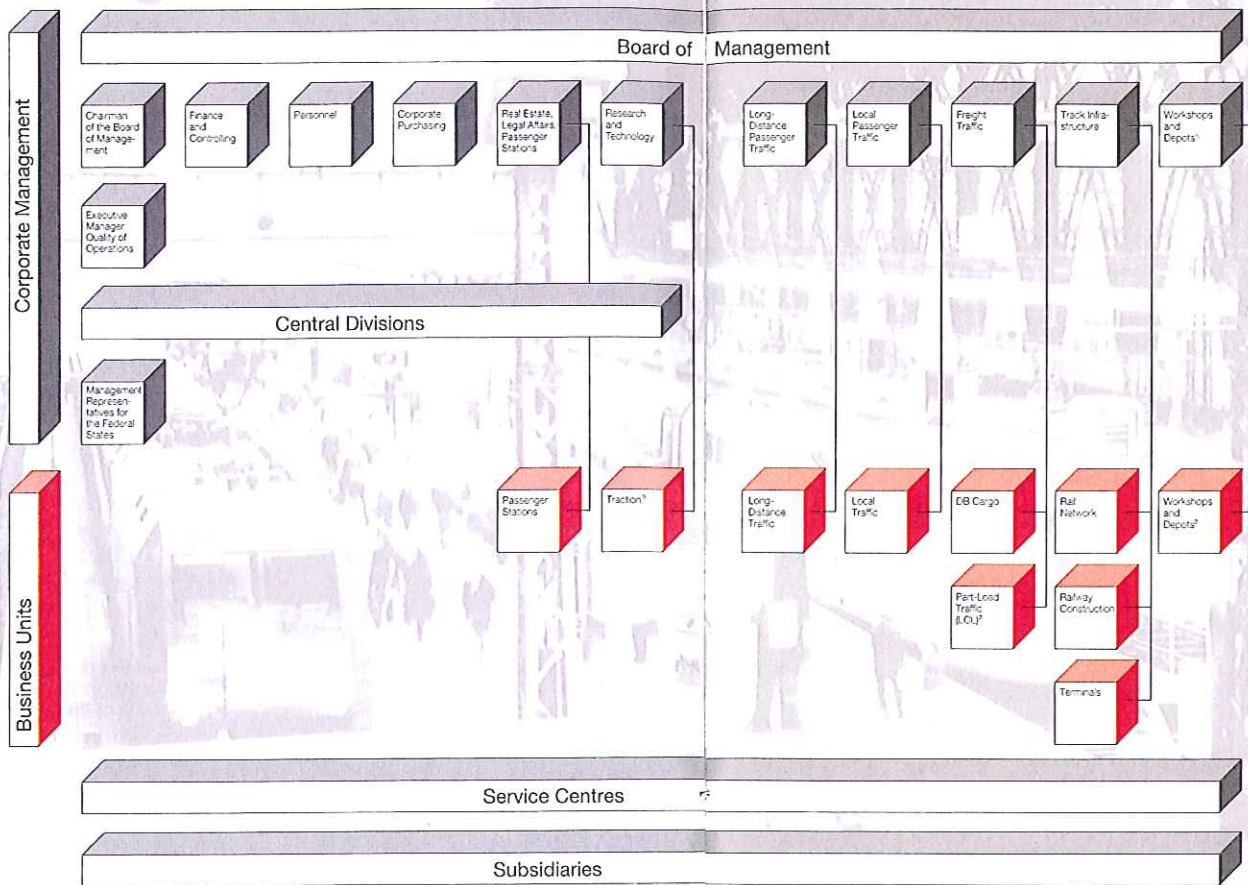 Corporate Management
Board of Management
Chairman
of the Board
of Manage-
ment
Finance
and
Controlling
Personnel
Corporate
Purchasing
Real Estate,
Legal Affairs,
Passenger
Stations
Research
and
Technology
Long-
Distance
Passenger
Traffic
Local
Passenger
Traffic
Freight
Traffic
Track Infra-
structure
Workshops
and
Depots¹
Executive
Manager
Quality of
Operations
Central Divisions
Management
Represen-
tatives for
the Federal
States
Business Units
Passenger
Stations
Traction³
Long-
Distance
Traffic
Local
Traffic
DB Cargo
Rail
Network
Workshops
and
Depots²
Part-Load
Traffic
(LCL)²
Railway
Construction
Terminals
Service Centres
Subsidiaries